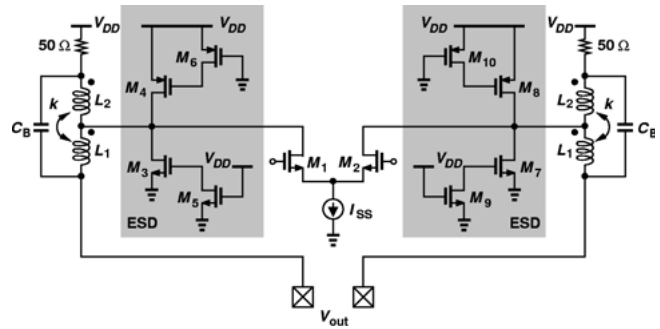 V_DD V_DD V_DD V_DD
50 Ω M_6 M_10 50 Ω
M_4 M_8
k L_2 L_2 k
C_B C_B
L_1 M_3 V_DD M_1 M_2 V_DD M_7 L_1
M_5 I_SS M_9
ESD ESD
V_out